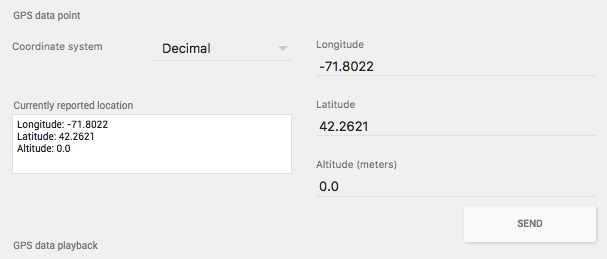 GPS data point
Coordinate system
Decimal
Longitude
-71.8022
Currently reported location
Longitude: -71.8022
Latitude: 42.2621
Altitude: 0.0
Latitude
42.2621
Altitude (meters)
0.0
SEND
GPS data playback